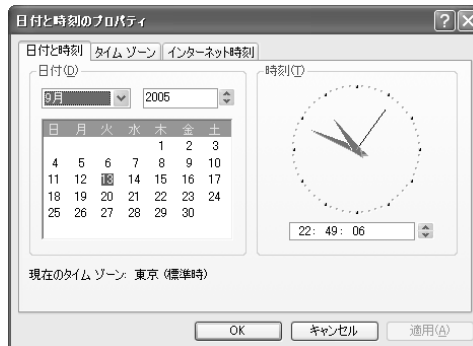 日付と時刻のプロパティ
日付と時刻 タイム ゾーン インターネット時刻
日付(D)
9月 2005
日 月 火 水 木 金 土
1 2 3
4 5 6 7 8 9 10
11 12 13 14 15 16 17
18 19 20 21 22 23 24
25 26 27 28 29 30
時刻(T)
22: 49: 06
現在のタイム ゾーン: 東京 (標準時)
OK キャンセル 適用(A)